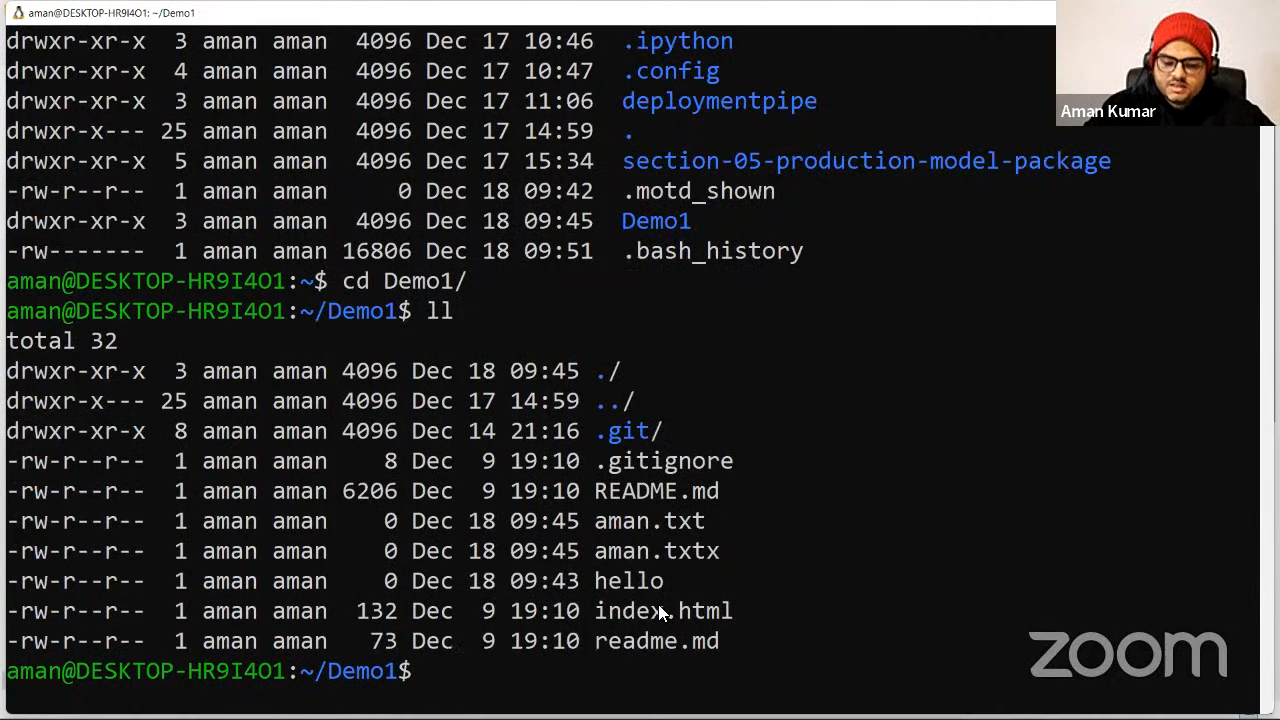 aman@DESKTOP-HR9I4O1: ~/Demo1
drwxr-xr-x  3 aman aman  4096 Dec 17 10:46  .ipython
drwxr-xr-x  4 aman aman  4096 Dec 17 10:47  .config
drwxr-xr-x  3 aman aman  4096 Dec 17 11:06  deploymentpipe
Aman Kumar
drwxr-x--- 25 aman aman  4096 Dec 17 14:59  .
drwxr-xr-x  5 aman aman  4096 Dec 17 15:34  section-05-production-model-package
-rw-r--r--  1 aman aman     0 Dec 18 09:42  .motd_shown
drwxr-xr-x  3 aman aman  4096 Dec 18 09:45  Demo1
-rw-------  1 aman aman 16806 Dec 18 09:51  .bash_history
aman@DESKTOP-HR9I4O1:~$ cd Demo1/
aman@DESKTOP-HR9I4O1:~/Demo1$ ll
total 32
drwxr-xr-x  3 aman aman 4096 Dec 18 09:45 ./
drwxr-x--- 25 aman aman 4096 Dec 17 14:59 ../
drwxr-xr-x  8 aman aman 4096 Dec 14 21:16 .git/
-rw-r--r--  1 aman aman    8 Dec  9 19:10 .gitignore
-rw-r--r--  1 aman aman 6206 Dec  9 19:10 README.md
-rw-r--r--  1 aman aman    0 Dec 18 09:45 aman.txt
-rw-r--r--  1 aman aman    0 Dec 18 09:45 aman.txtx
-rw-r--r--  1 aman aman    0 Dec 18 09:43 hello
-rw-r--r--  1 aman aman  132 Dec  9 19:10 index.html
-rw-r--r--  1 aman aman   73 Dec  9 19:10 readme.md
aman@DESKTOP-HR9I4O1:~/Demo1$
zoom